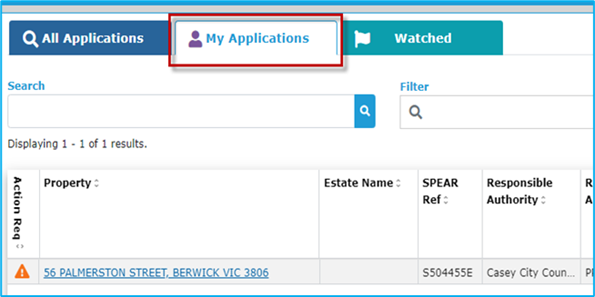 All Applications My Applications Watched
Search Filter
Displaying 1 - 1 of 1 results.
Action Req Property Estate Name SPEAR Ref Responsible Authority
56 PALMERSTON STREET, BERWICK VIC 3806 S504455E Casey City Coun...